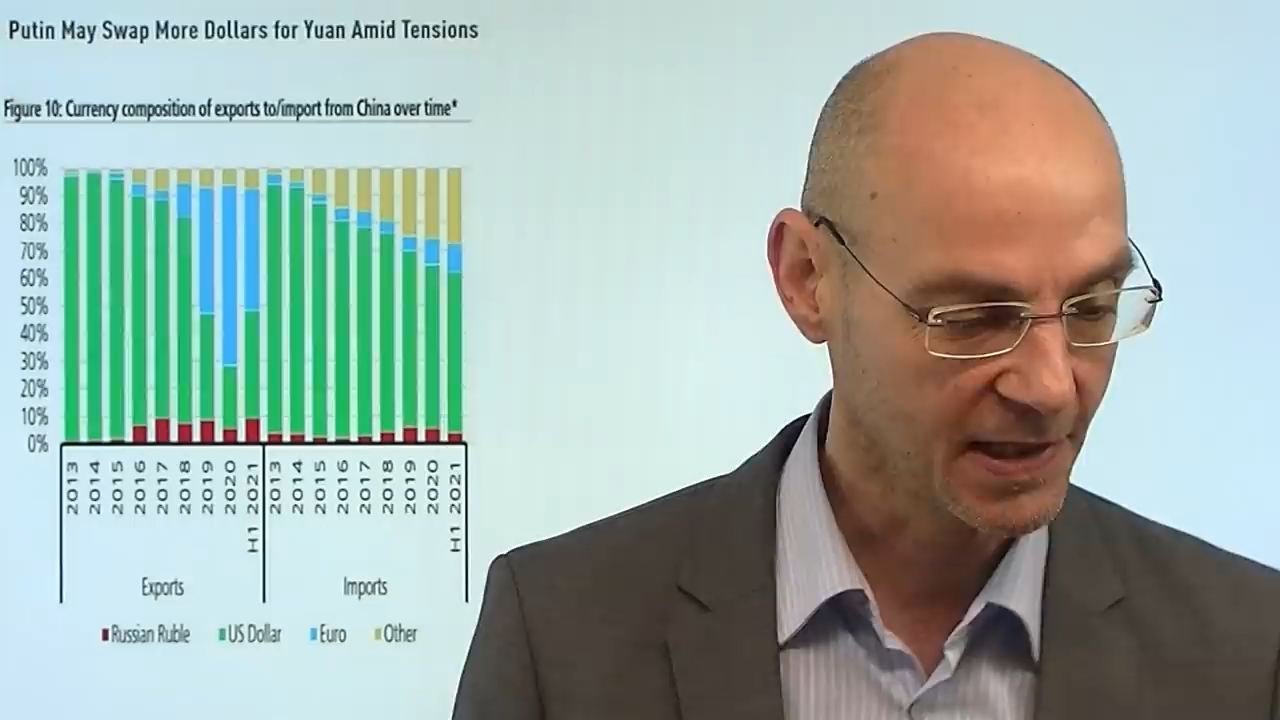 Putin May Swap More Dollars for Yuan Amid Tensions
Figure 10: Currency composition of exports to/import from China over time*
100%
90%
80%
70%
60%
50%
40%
30%
20%
10%
0%
2013 2014 2015 2016 2017 2018 2019 2020 H1 2021 2013 2014 2015 2016 2017 2018 2019 2020 H1 2021
Exports Imports
Russian Ruble US Dollar Euro Other